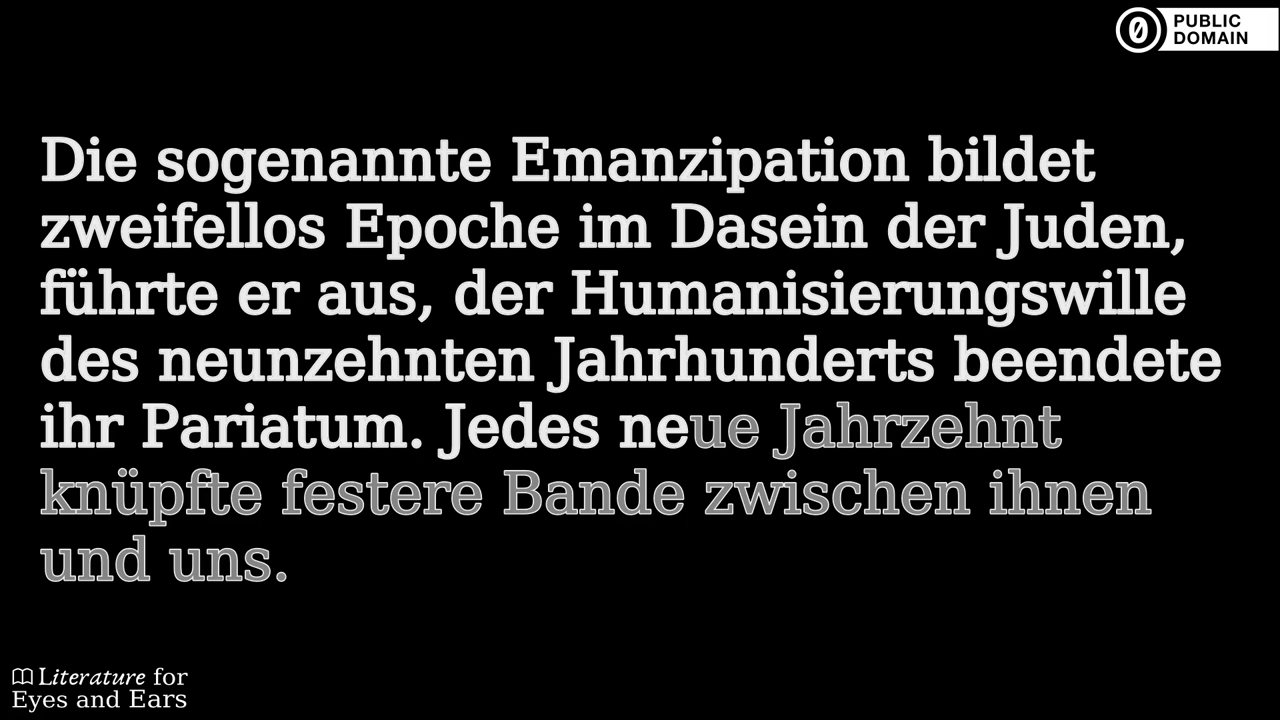 PUBLIC
DOMAIN
Die sogenannte Emanzipation bildet
zweifellos Epoche im Dasein der Juden,
führte er aus, der Humanisierungswille
des neunzehnten Jahrhunderts beendete
ihr Pariatum. Jedes neue Jahrzehnt
knüpfte festere Bande zwischen ihnen
und uns.
Literature for
Eyes and Ears